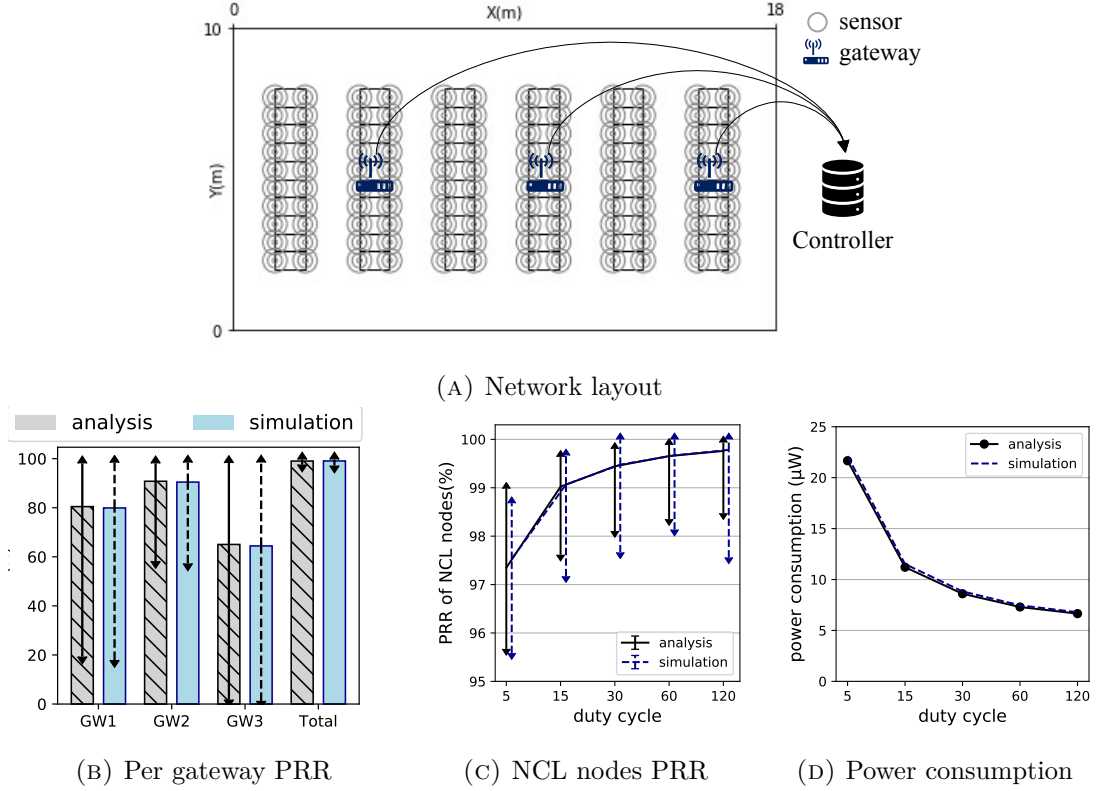 0 X(m) 18
10
Y(m)
0
sensor
gateway
Controller
(A) Network layout
analysis simulation
100
80
60
40
20
0
GW1 GW2 GW3 Total
(B) Per gateway PRR
PRR of NCL nodes(%)
100
99
98
97
96
95
analysis
simulation
5 15 30 60 120
duty cycle
(C) NCL nodes PRR
power consumption (μW)
25
20
15
10
5
0
analysis
simulation
5 15 30 60 120
duty cycle
(D) Power consumption